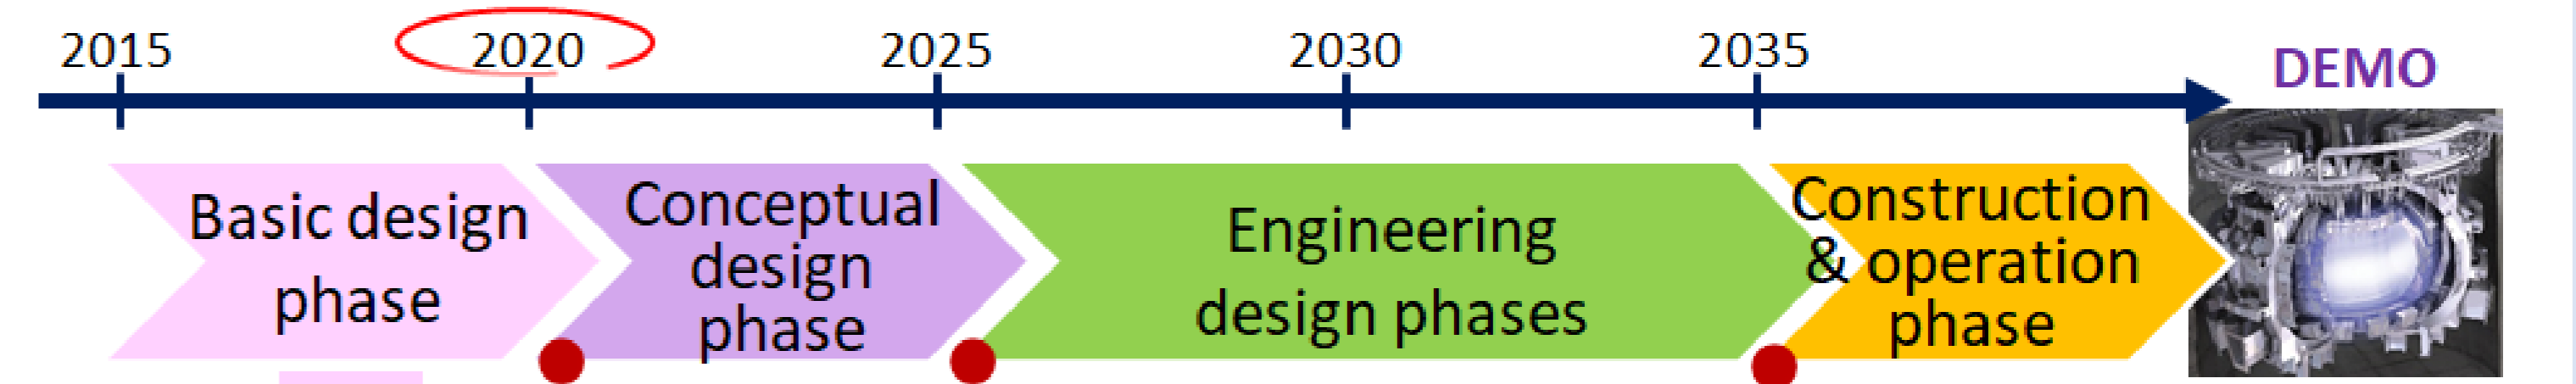 2015 2020 2025 2030 2035 DEMO
Basic design
phase
Conceptual
design
phase
Engineering
design phases
Construction
& operation
phase